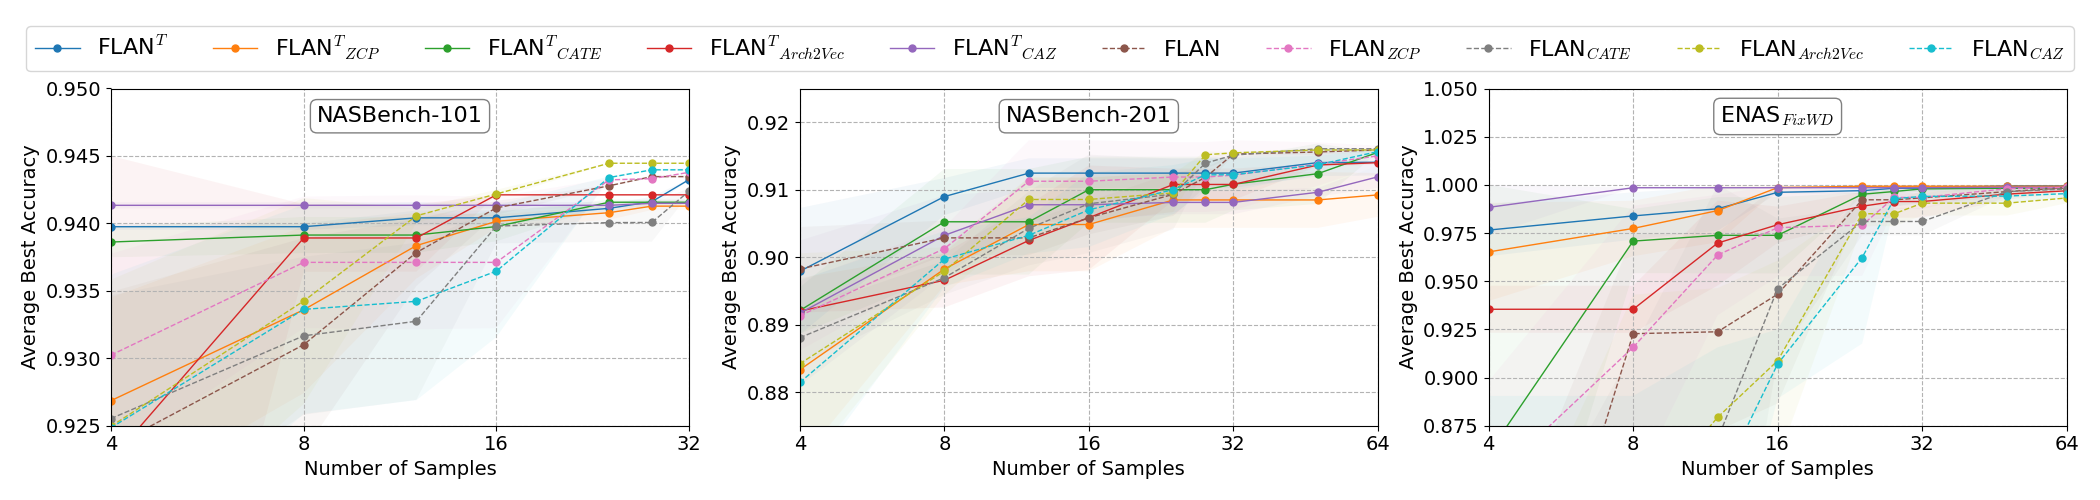 FLAN^T FLAN^T_ZCP FLAN^T_CATE FLAN^T_Arch2Vec FLAN^T_CAZ FLAN FLAN_ZCP FLAN_CATE FLAN_Arch2Vec FLAN_CAZ
NASBench-101
Average Best Accuracy
0.950
0.945
0.940
0.935
0.930
0.925
4 8 16 32
Number of Samples
NASBench-201
Average Best Accuracy
0.92
0.91
0.90
0.89
0.88
4 8 16 32 64
Number of Samples
ENAS_FixWD
Average Best Accuracy
1.050
1.025
1.000
0.975
0.950
0.925
0.900
0.875
4 8 16 32 64
Number of Samples